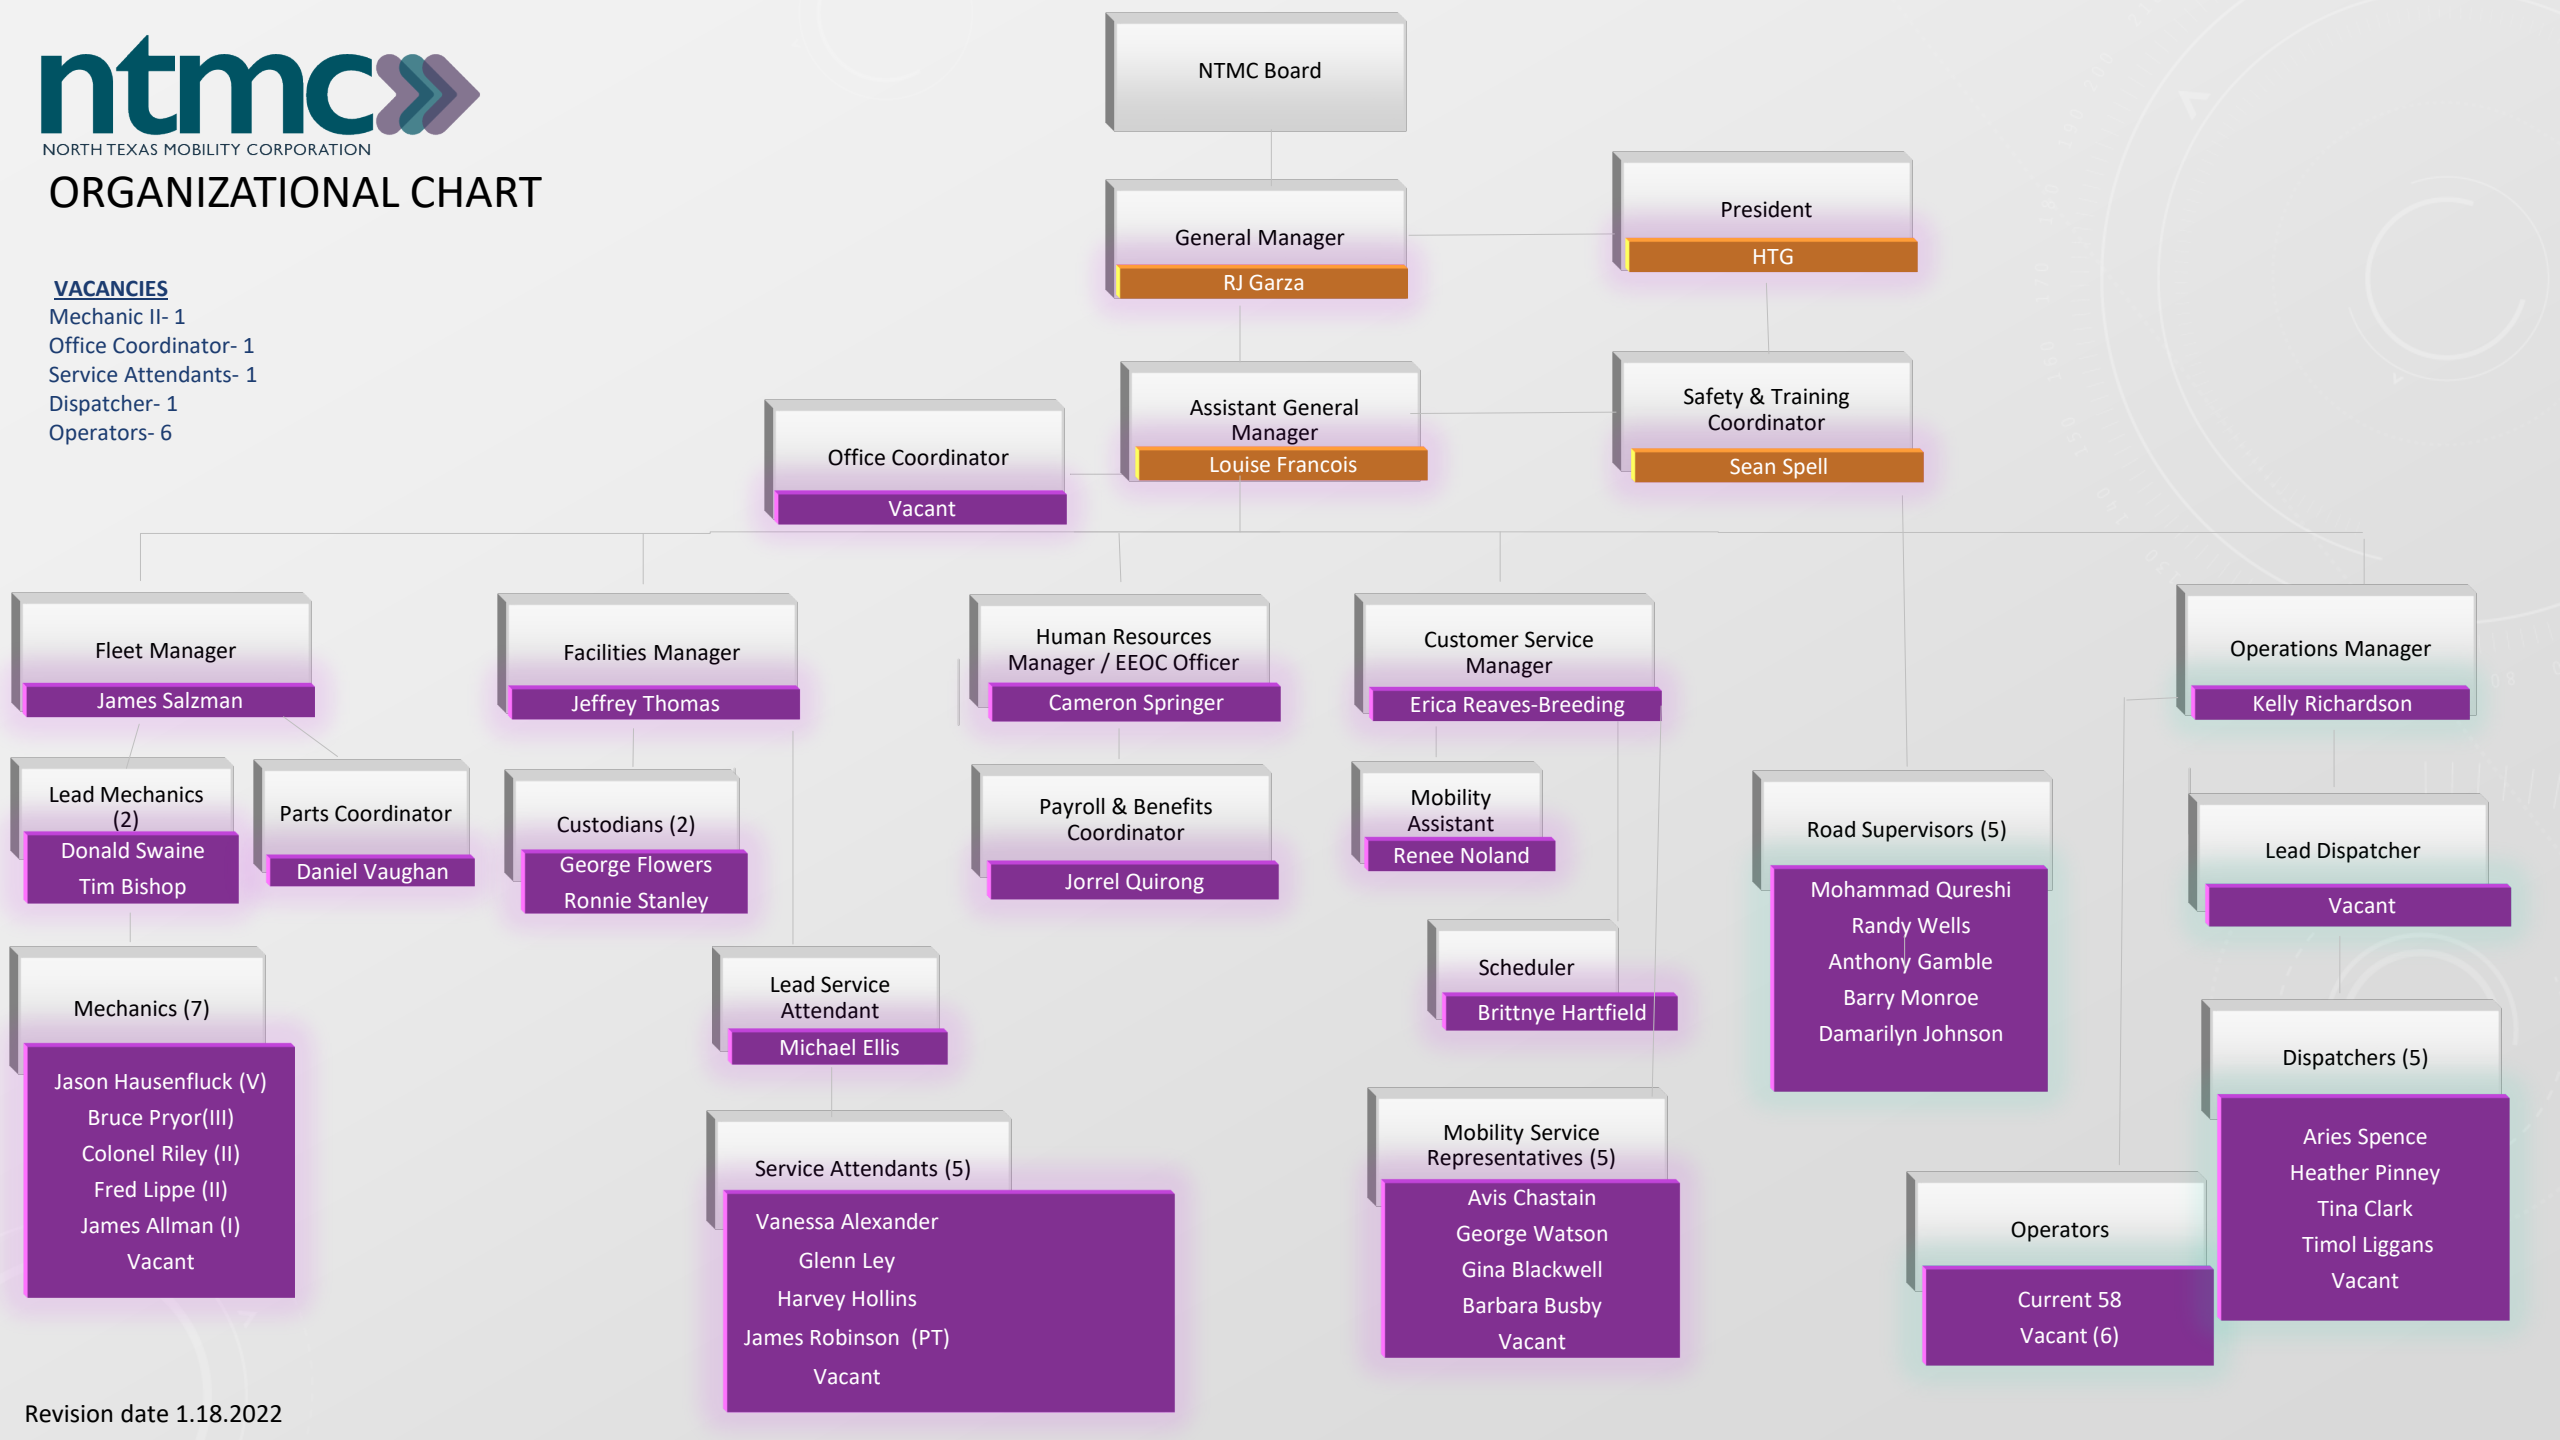 ntmc
NORTH TEXAS MOBILITY CORPORATION
ORGANIZATIONAL CHART
VACANCIES
Mechanic II- 1
Office Coordinator- 1
Service Attendants- 1
Dispatcher- 1
Operators- 6
NTMC Board
General Manager
RJ Garza
President
HTG
Assistant General
Manager
Louise Francois
Safety & Training
Coordinator
Sean Spell
Office Coordinator
Vacant
Fleet Manager
James Salzman
Facilities Manager
Jeffrey Thomas
Human Resources
Manager / EEOC Officer
Cameron Springer
Customer Service
Manager
Erica Reaves-Breeding
Operations Manager
Kelly Richardson
Lead Mechanics
(2)
Donald Swaine
Tim Bishop
Parts Coordinator
Daniel Vaughan
Custodians (2)
George Flowers
Ronnie Stanley
Payroll & Benefits
Coordinator
Jorrel Quirong
Mobility
Assistant
Renee Noland
Road Supervisors (5)
Mohammad Qureshi
Randy Wells
Anthony Gamble
Barry Monroe
Damarilyn Johnson
Lead Dispatcher
Vacant
Mechanics (7)
Jason Hausenfluck (V)
Bruce Pryor(III)
Colonel Riley (II)
Fred Lippe (II)
James Allman (I)
Vacant
Lead Service
Attendant
Michael Ellis
Scheduler
Brittnye Hartfield
Service Attendants (5)
Vanessa Alexander
Glenn Ley
Harvey Hollins
James Robinson  (PT)
Vacant
Mobility Service
Representatives (5)
Avis Chastain
George Watson
Gina Blackwell
Barbara Busby
Vacant
Operators
Current 58
Vacant (6)
Dispatchers (5)
Aries Spence
Heather Pinney
Tina Clark
Timol Liggans
Vacant
Revision date 1.18.2022